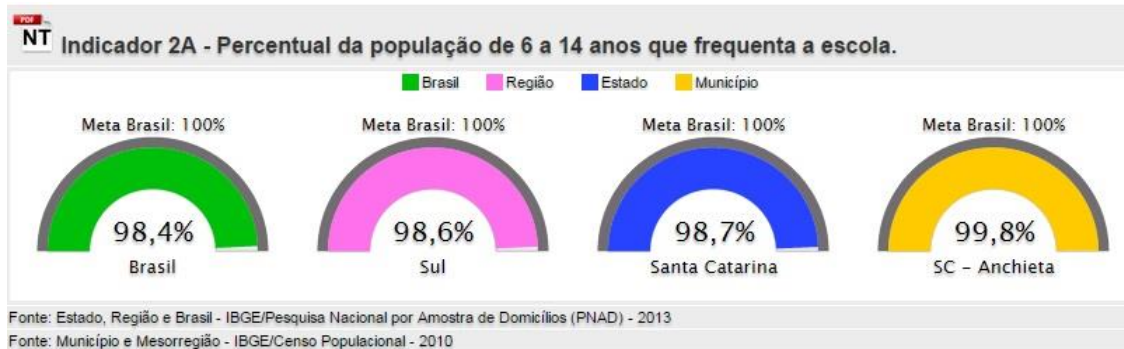 PDF
NT
Indicador 2A - Percentual da população de 6 a 14 anos que frequenta a escola.
Brasil Região Estado Município
Meta Brasil: 100% Meta Brasil: 100% Meta Brasil: 100% Meta Brasil: 100%
98,4% 98,6% 98,7% 99,8%
Brasil Sul Santa Catarina SC - Anchieta
Fonte: Estado, Região e Brasil - IBGE/Pesquisa Nacional por Amostra de Domicílios (PNAD) - 2013
Fonte: Município e Mesorregião - IBGE/Censo Populacional - 2010